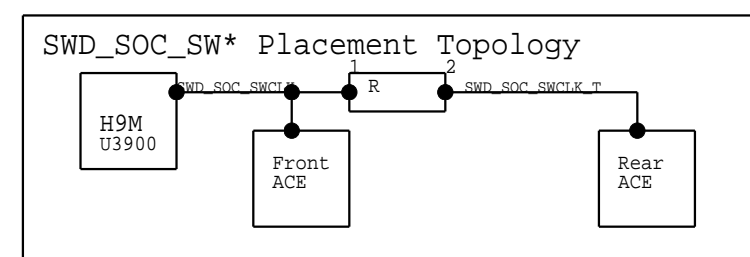 SWD_SOC_SW* Placement Topology
1 2
SWD_SOC_SWCLK R SWD_SOC_SWCLK_T
H9M
U3900
Front
ACE
Rear
ACE